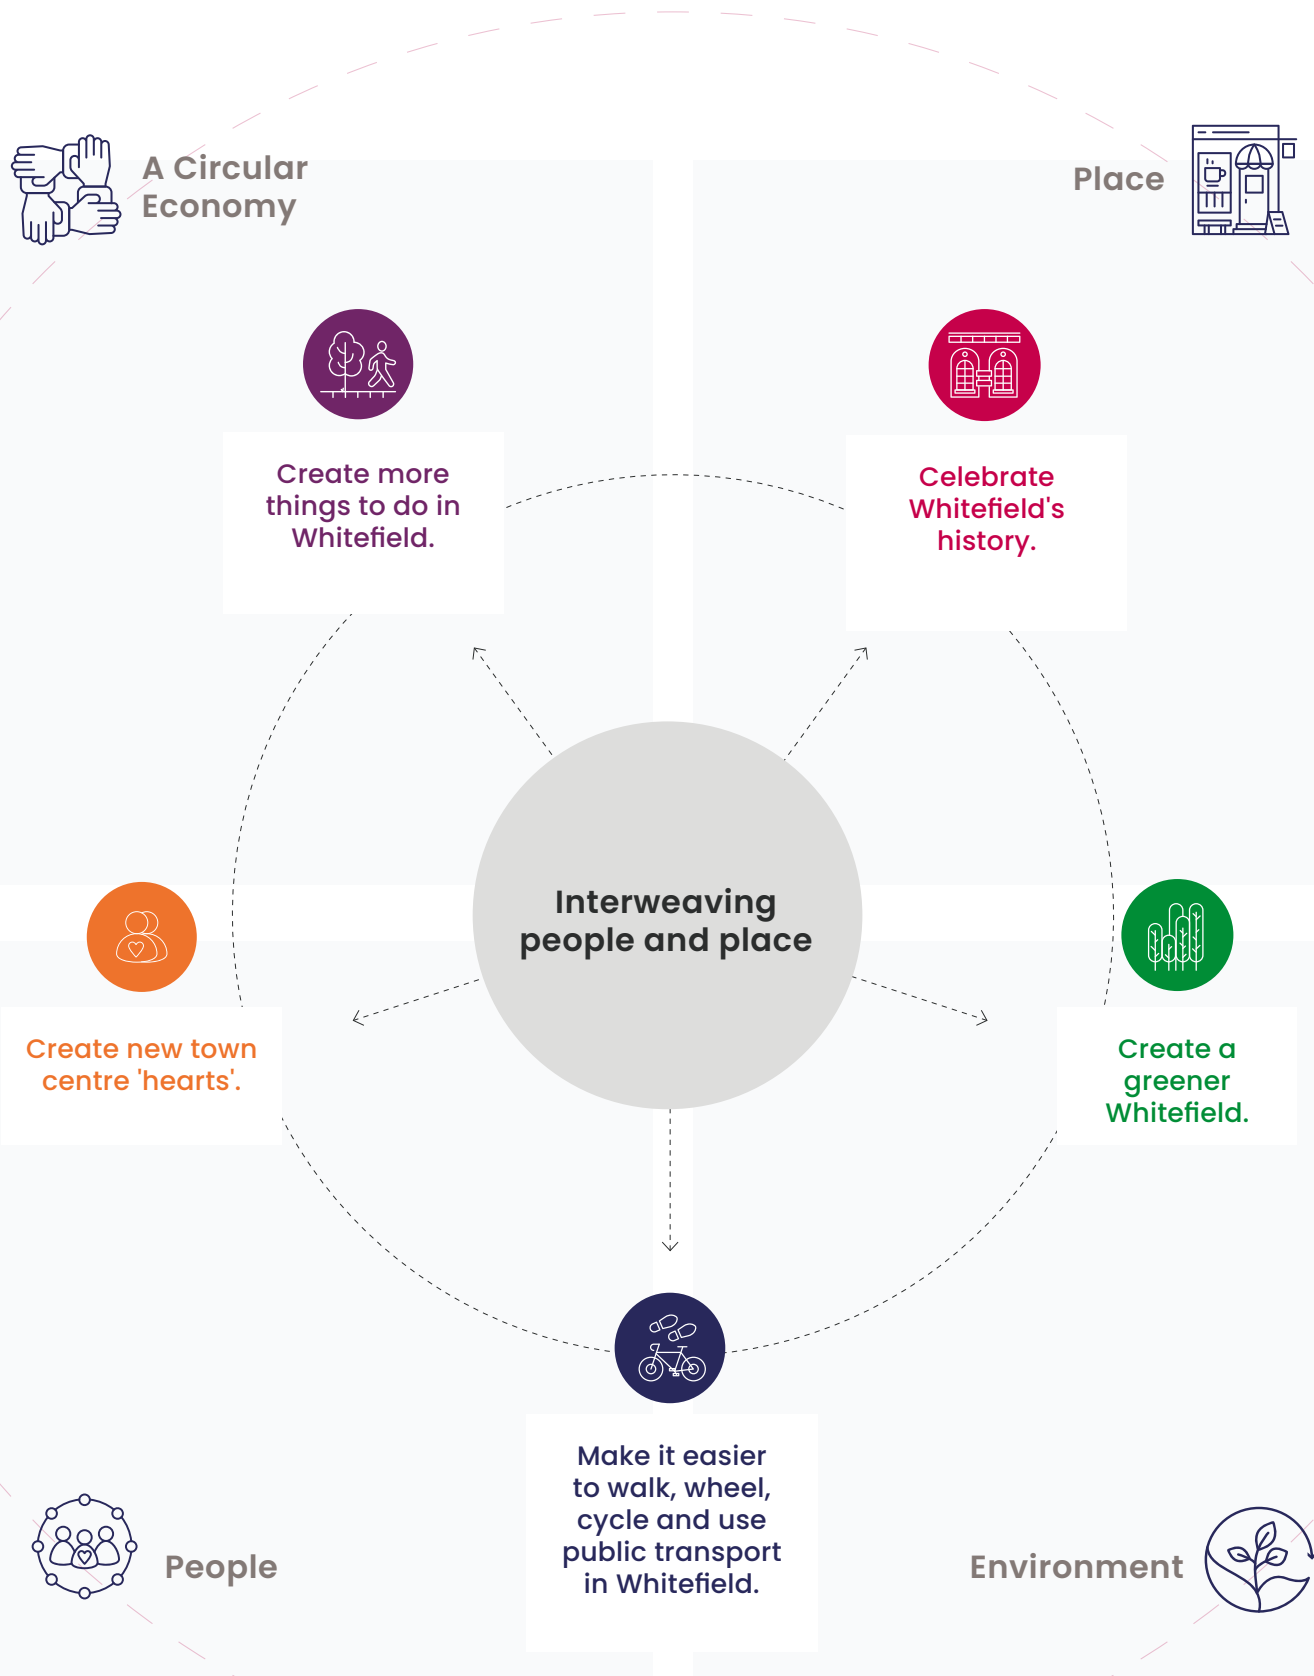 A Circular
Economy
Place
Create more
things to do in
Whitefield.
Celebrate
Whitefield's
history.
Interweaving
people and place
Create new town
centre 'hearts'.
Create a
greener
Whitefield.
Make it easier
to walk, wheel,
cycle and use
public transport
in Whitefield.
People
Environment